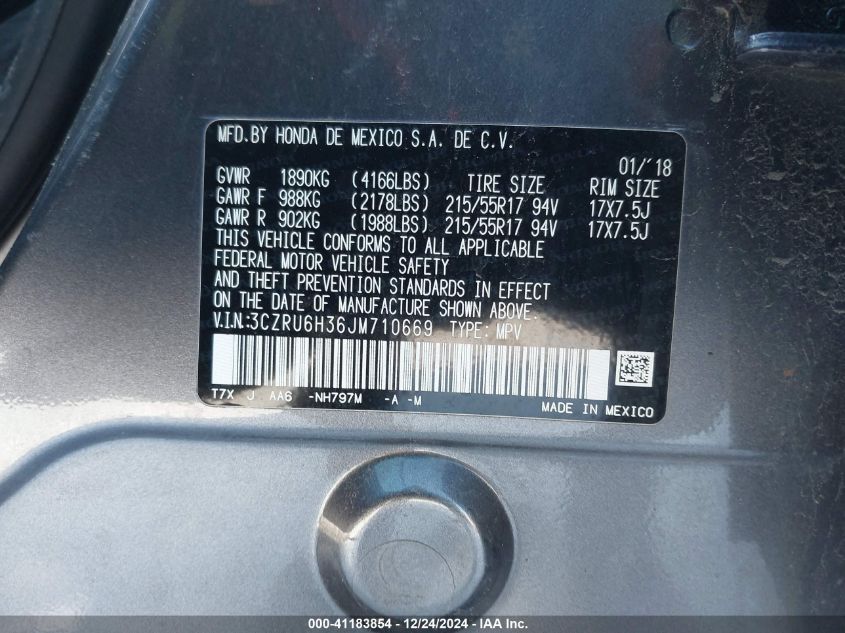 MFD.BY HONDA DE MEXICO S.A. DE C.V.
01/'18
GVWR 1890KG (4166LBS) TIRE SIZE RIM SIZE
GAWR F 988KG (2178LBS) 215/55R17 94V 17X7.5J
GAWR R 902KG (1988LBS) 215/55R17 94V 17X7.5J
THIS VEHICLE CONFORMS TO ALL APPLICABLE
FEDERAL MOTOR VEHICLE SAFETY
AND THEFT PREVENTION STANDARDS IN EFFECT
ON THE DATE OF MANUFACTURE SHOWN ABOVE.
V.I.N:3CZRU6H36JM710669 TYPE: MPV
T7X J AA6 -NH797M -A -M
MADE IN MEXICO
000-41183854 - 12/24/2024 - IAA Inc.